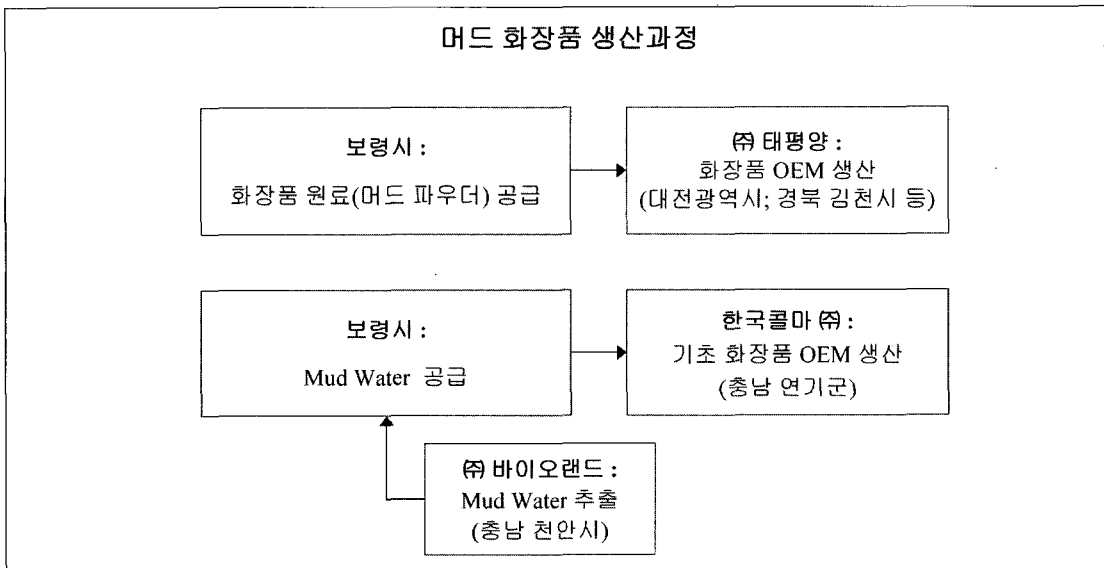 머드 화장품 생산과정
보령시 :
화장품 원료(머드 파우더) 공급
㈜ 태평양 :
화장품 OEM 생산
(대전광역시; 경북 김천시 등)
보령시 :
Mud Water 공급
한국콜마 ㈜ :
기초 화장품 OEM 생산
(충남 연기군)
㈜ 바이오랜드 :
Mud Water 추출
(충남 천안시)